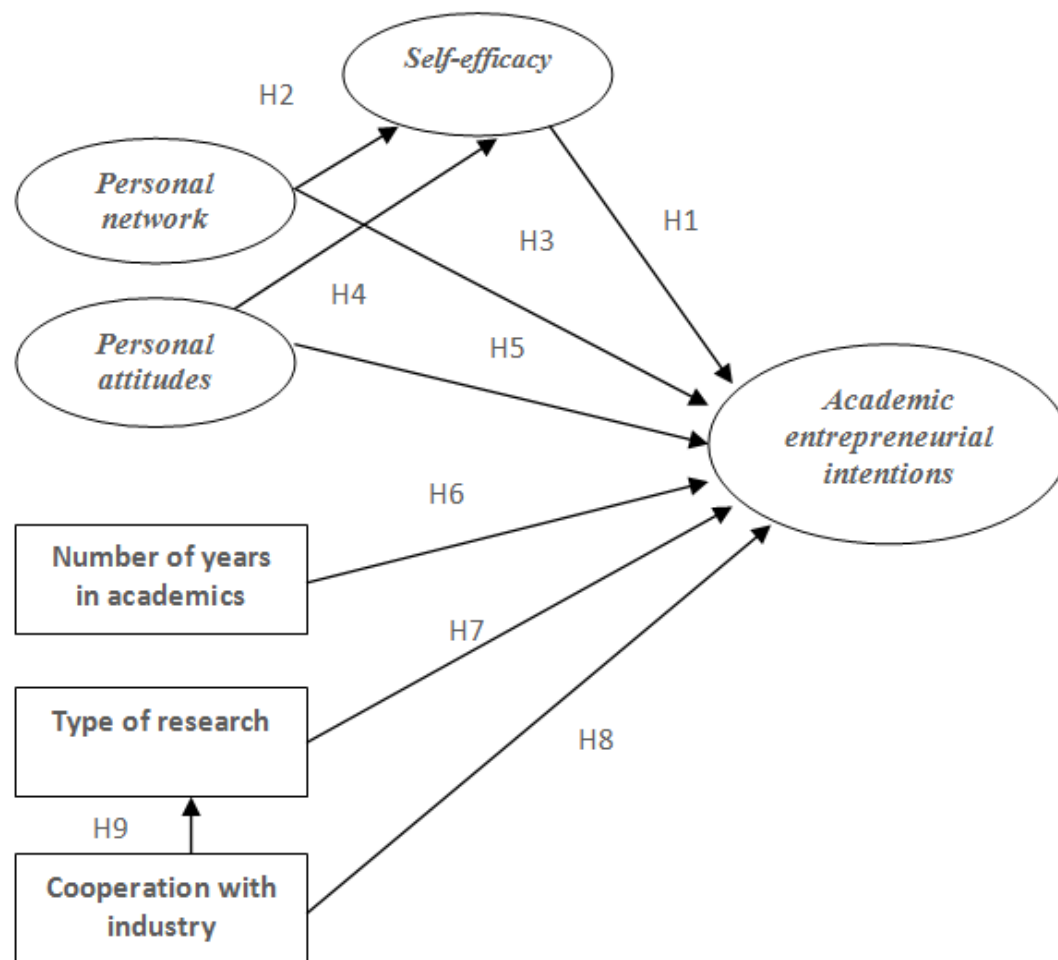 Self-efficacy
H2
Personal
network
H3
H1
H4
Personal
attitudes
H5
Academic
entrepreneurial
intentions
H6
Number of years
in academics
H7
Type of research
H8
H9
Cooperation with
industry